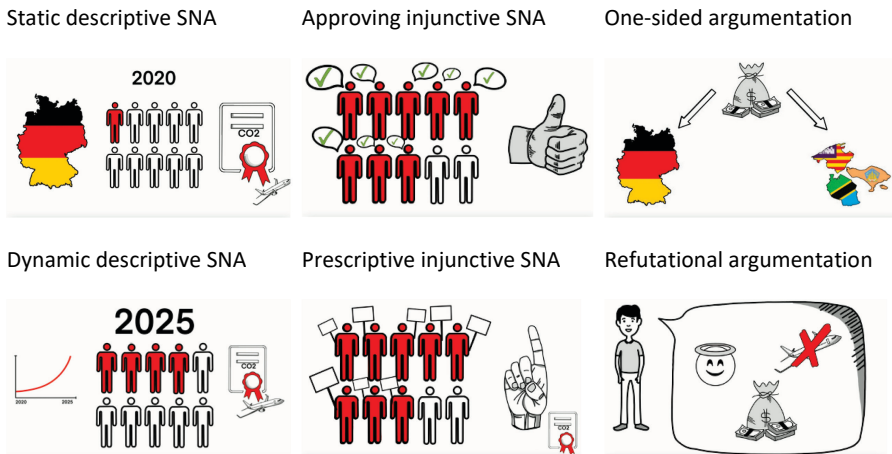 Static descriptive SNA
Approving injunctive SNA
One-sided argumentation
2020
CO2
$
Dynamic descriptive SNA
Prescriptive injunctive SNA
Refutational argumentation
2025
CO2
2020
2025
$